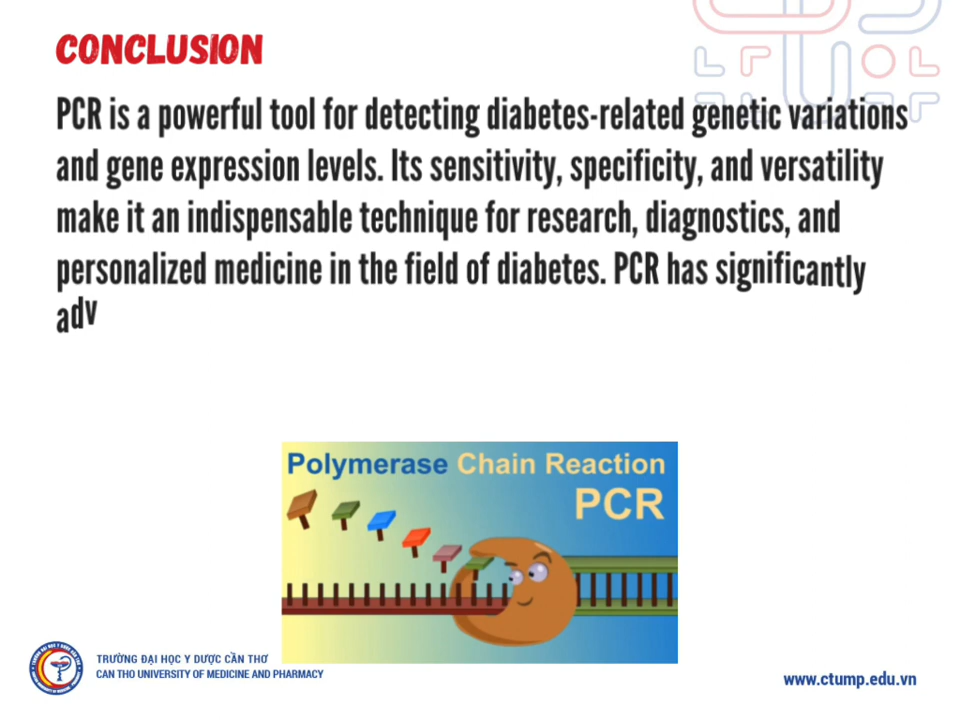 CONCLUSION
PCR is a powerful tool for detecting diabetes-related genetic variations
and gene expression levels. Its sensitivity, specificity, and versatility
make it an indispensable technique for research, diagnostics, and
personalized medicine in the field of diabetes. PCR has significantly
adv
Polymerase Chain Reaction
PCR
TRƯỜNG ĐẠI HỌC Y DƯỢC CẦN THƠ
CAN THO UNIVERSITY OF MEDICINE AND PHARMACY
www.ctump.edu.vn